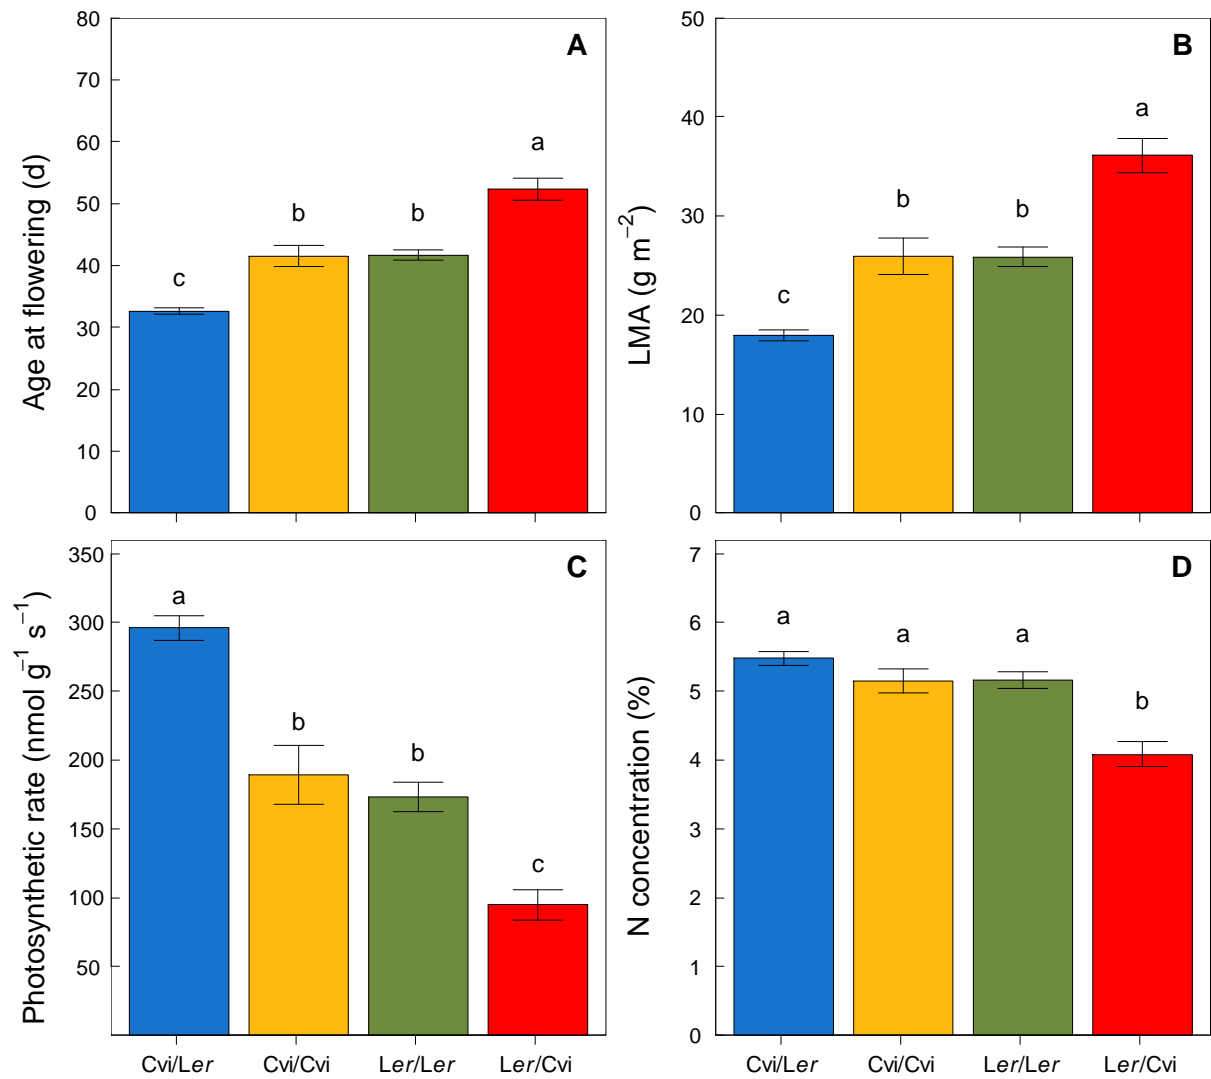 A
Age at flowering (d)
80
70
60
50
40
30
20
10
0
c
b
b
a
B
LMA (g m⁻²)
50
40
30
20
10
0
c
b
b
a
C
Photosynthetic rate (nmol g⁻¹ s⁻¹)
350
300
250
200
150
100
50
a
b
b
c
Cvi/Ler
Cvi/Cvi
Ler/Ler
Ler/Cvi
D
N concentration (%)
7
6
5
4
3
2
1
0
a
a
a
b
Cvi/Ler
Cvi/Cvi
Ler/Ler
Ler/Cvi